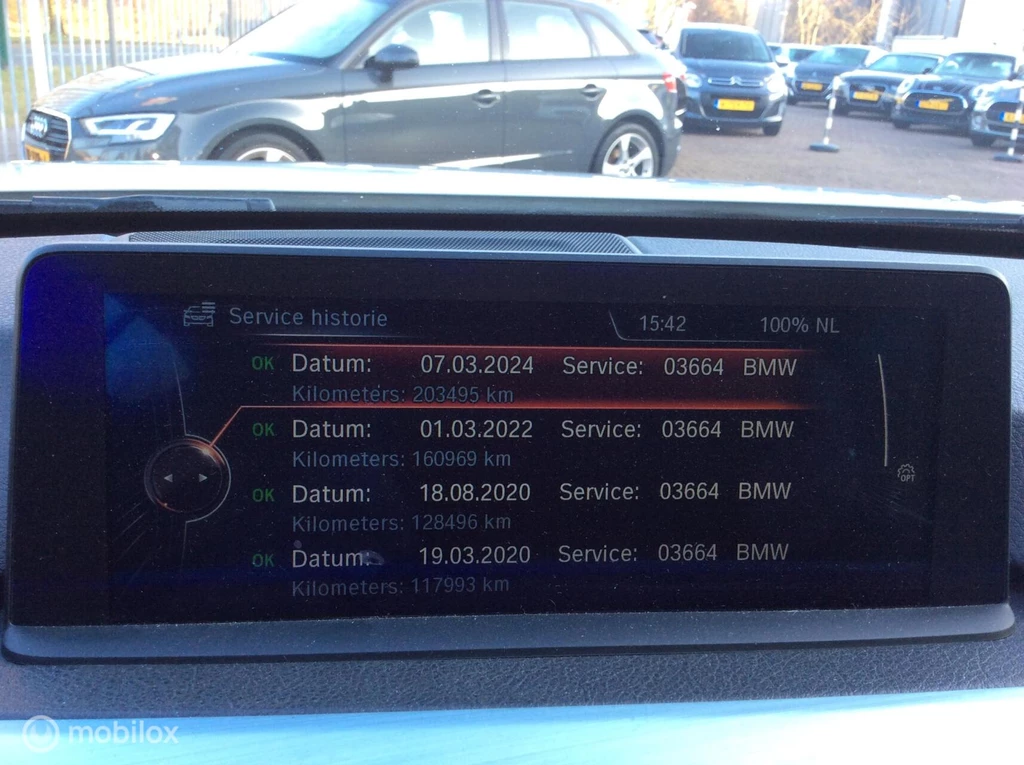 Service historie
15:42
100% NL
OK Datum: 07.03.2024 Service: 03664 BMW
Kilometers: 203495 km
OK Datum: 01.03.2022 Service: 03664 BMW
Kilometers: 160969 km
OK Datum: 18.08.2020 Service: 03664 BMW
Kilometers: 128496 km
OPT
OK Datum: 19.03.2020 Service: 03664 BMW
Kilometers: 117993 km
mobilox